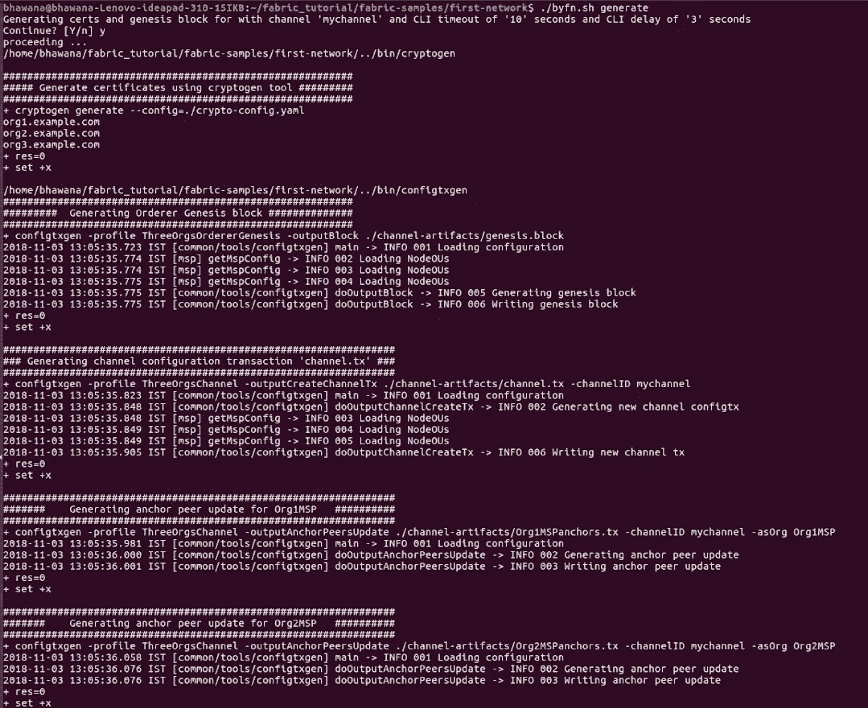 bhawana@bhawana-Lenovo-ideapad-310-15IKB:~/fabric_tutorial/fabric-samples/first-network$ ./byfn.sh generate
Generating certs and genesis block for with channel 'mychannel' and CLI timeout of '10' seconds and CLI delay of '3' seconds
Continue? [Y/n] y
proceeding ...
/home/bhawana/fabric_tutorial/fabric-samples/first-network/../bin/cryptogen

##########################################################
##### Generate certificates using cryptogen tool #########
##########################################################
+ cryptogen generate --config=./crypto-config.yaml
org1.example.com
org2.example.com
org3.example.com
+ res=0
+ set +x

/home/bhawana/fabric_tutorial/fabric-samples/first-network/../bin/configtxgen
##########################################################
#########  Generating Orderer Genesis block ##############
##########################################################
+ configtxgen -profile ThreeOrgsOrdererGenesis -outputBlock ./channel-artifacts/genesis.block
2018-11-03 13:05:35.723 IST [common/tools/configtxgen] main -> INFO 001 Loading configuration
2018-11-03 13:05:35.774 IST [msp] getMspConfig -> INFO 002 Loading NodeOUs
2018-11-03 13:05:35.774 IST [msp] getMspConfig -> INFO 003 Loading NodeOUs
2018-11-03 13:05:35.775 IST [msp] getMspConfig -> INFO 004 Loading NodeOUs
2018-11-03 13:05:35.775 IST [common/tools/configtxgen] doOutputBlock -> INFO 005 Generating genesis block
2018-11-03 13:05:35.775 IST [common/tools/configtxgen] doOutputBlock -> INFO 006 Writing genesis block
+ res=0
+ set +x

#################################################################
### Generating channel configuration transaction 'channel.tx' ###
#################################################################
+ configtxgen -profile ThreeOrgsChannel -outputCreateChannelTx ./channel-artifacts/channel.tx -channelID mychannel
2018-11-03 13:05:35.823 IST [common/tools/configtxgen] main -> INFO 001 Loading configuration
2018-11-03 13:05:35.848 IST [common/tools/configtxgen] doOutputChannelCreateTx -> INFO 002 Generating new channel configtx
2018-11-03 13:05:35.848 IST [msp] getMspConfig -> INFO 003 Loading NodeOUs
2018-11-03 13:05:35.849 IST [msp] getMspConfig -> INFO 004 Loading NodeOUs
2018-11-03 13:05:35.849 IST [msp] getMspConfig -> INFO 005 Loading NodeOUs
2018-11-03 13:05:35.905 IST [common/tools/configtxgen] doOutputChannelCreateTx -> INFO 006 Writing new channel tx
+ res=0
+ set +x

#################################################################
#######    Generating anchor peer update for Org1MSP   ##########
#################################################################
+ configtxgen -profile ThreeOrgsChannel -outputAnchorPeersUpdate ./channel-artifacts/Org1MSPanchors.tx -channelID mychannel -asOrg Org1MSP
2018-11-03 13:05:35.981 IST [common/tools/configtxgen] main -> INFO 001 Loading configuration
2018-11-03 13:05:36.000 IST [common/tools/configtxgen] doOutputAnchorPeersUpdate -> INFO 002 Generating anchor peer update
2018-11-03 13:05:36.001 IST [common/tools/configtxgen] doOutputAnchorPeersUpdate -> INFO 003 Writing anchor peer update
+ res=0
+ set +x

#################################################################
#######    Generating anchor peer update for Org2MSP   ##########
#################################################################
+ configtxgen -profile ThreeOrgsChannel -outputAnchorPeersUpdate ./channel-artifacts/Org2MSPanchors.tx -channelID mychannel -asOrg Org2MSP
2018-11-03 13:05:36.058 IST [common/tools/configtxgen] main -> INFO 001 Loading configuration
2018-11-03 13:05:36.076 IST [common/tools/configtxgen] doOutputAnchorPeersUpdate -> INFO 002 Generating anchor peer update
2018-11-03 13:05:36.076 IST [common/tools/configtxgen] doOutputAnchorPeersUpdate -> INFO 003 Writing anchor peer update
+ res=0
+ set +x